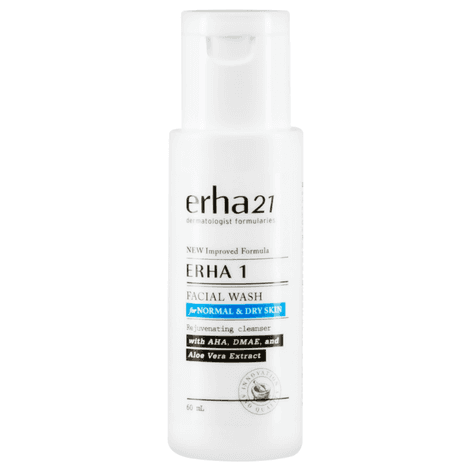 erha21
dermatologist formularies
NEW Improved Formula
ERHA 1
FACIAL WASH
for NORMAL & DRY SKIN
Rejuvenating cleanser
with AHA, DMAE, and
Aloe Vera Extract
INNOVATION
60 mL